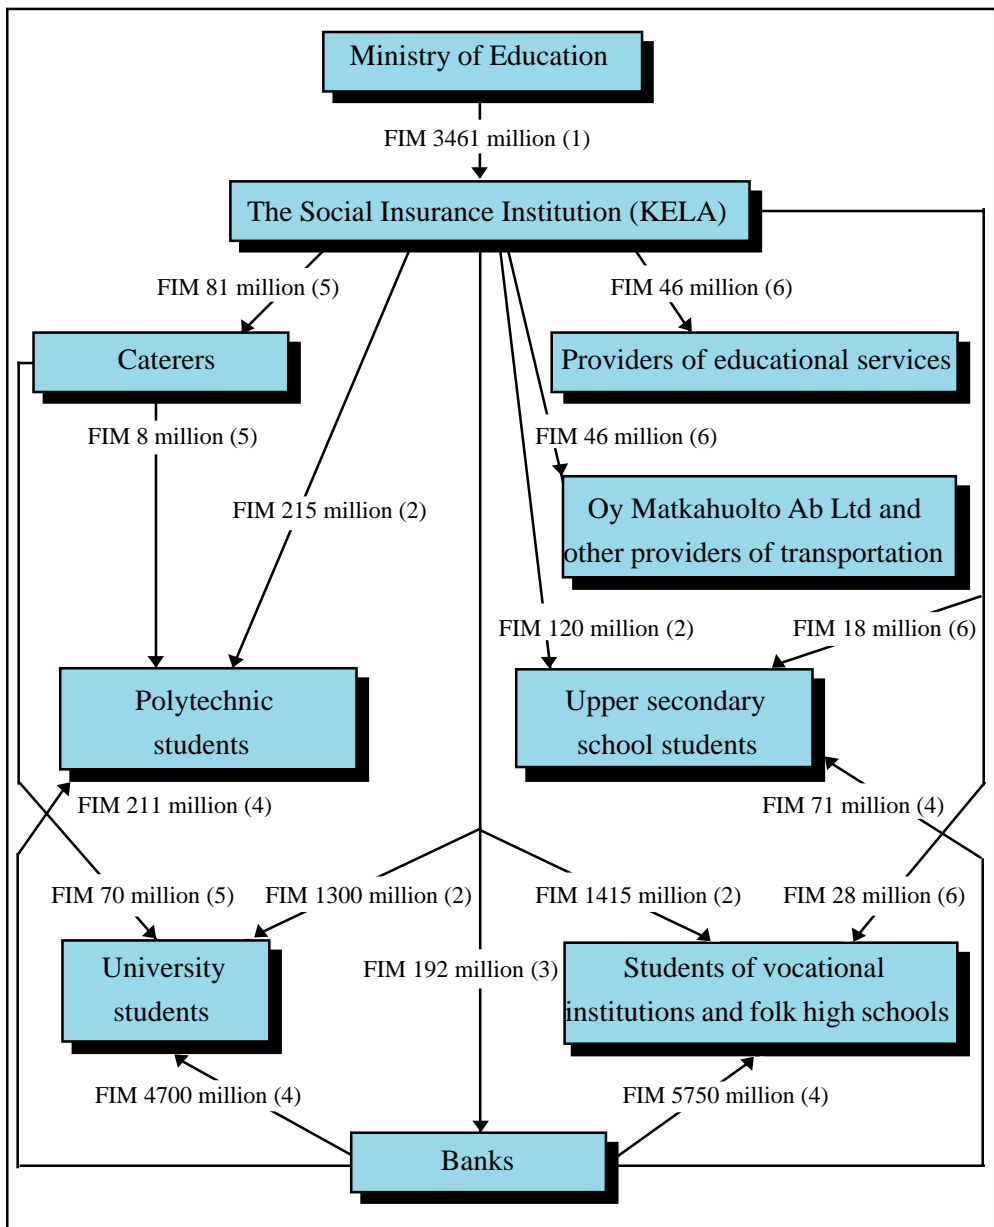 Ministry of Education
FIM 3461 million (1)
The Social Insurance Institution (KELA)
FIM 81 million (5)
FIM 46 million (6)
Caterers
Providers of educational services
FIM 8 million (5)
FIM 46 million (6)
FIM 215 million (2)
Oy Matkahuolto Ab Ltd and
other providers of transportation
FIM 120 million (2)
FIM 18 million (6)
Polytechnic
students
Upper secondary
school students
FIM 211 million (4)
FIM 71 million (4)
FIM 70 million (5)
FIM 1300 million (2)
FIM 1415 million (2)
FIM 28 million (6)
University
students
FIM 192 million (3)
Students of vocational
institutions and folk high schools
FIM 4700 million (4)
FIM 5750 million (4)
Banks